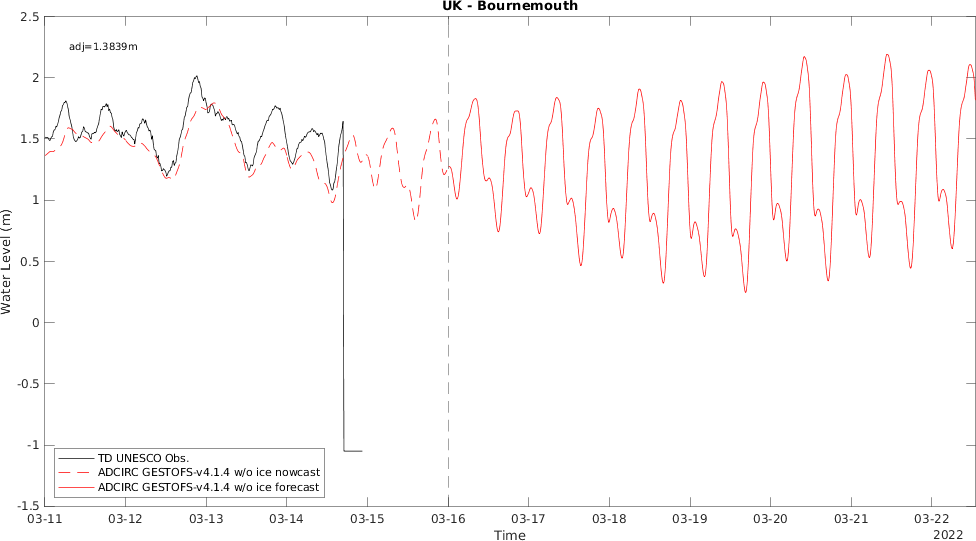 UK - Bournemouth
adj=1.3839m
2.5
2
1.5
1
0.5
0
-0.5
-1
-1.5
Water Level (m)
TD UNESCO Obs.
ADCIRC GESTOFS-v4.1.4 w/o ice nowcast
ADCIRC GESTOFS-v4.1.4 w/o ice forecast
03-11 03-12 03-13 03-14 03-15 03-16 03-17 03-18 03-19 03-20 03-21 03-22
Time
2022